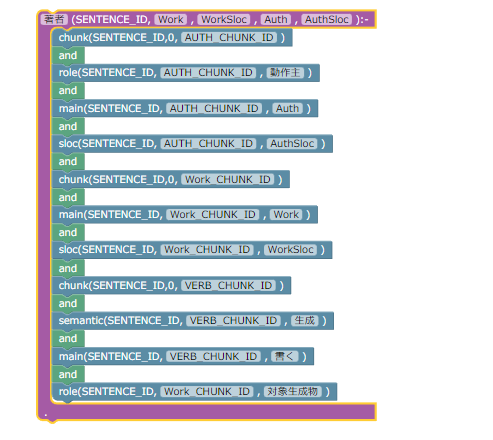 著者 (SENTENCE_ID, Work , WorkSloc , Auth , AuthSloc ):-
chunk(SENTENCE_ID,0, AUTH_CHUNK_ID )
and
role(SENTENCE_ID, AUTH_CHUNK_ID , 動作主 )
and
main(SENTENCE_ID, AUTH_CHUNK_ID , Auth )
and
sloc(SENTENCE_ID, AUTH_CHUNK_ID , AuthSloc )
and
chunk(SENTENCE_ID,0, Work_CHUNK_ID )
and
main(SENTENCE_ID, Work_CHUNK_ID , Work )
and
sloc(SENTENCE_ID, Work_CHUNK_ID , WorkSloc )
and
chunk(SENTENCE_ID,0, VERB_CHUNK_ID )
and
semantic(SENTENCE_ID, VERB_CHUNK_ID , 生成 )
and
main(SENTENCE_ID, VERB_CHUNK_ID , 書く )
and
role(SENTENCE_ID, Work_CHUNK_ID , 対象生成物 )
.